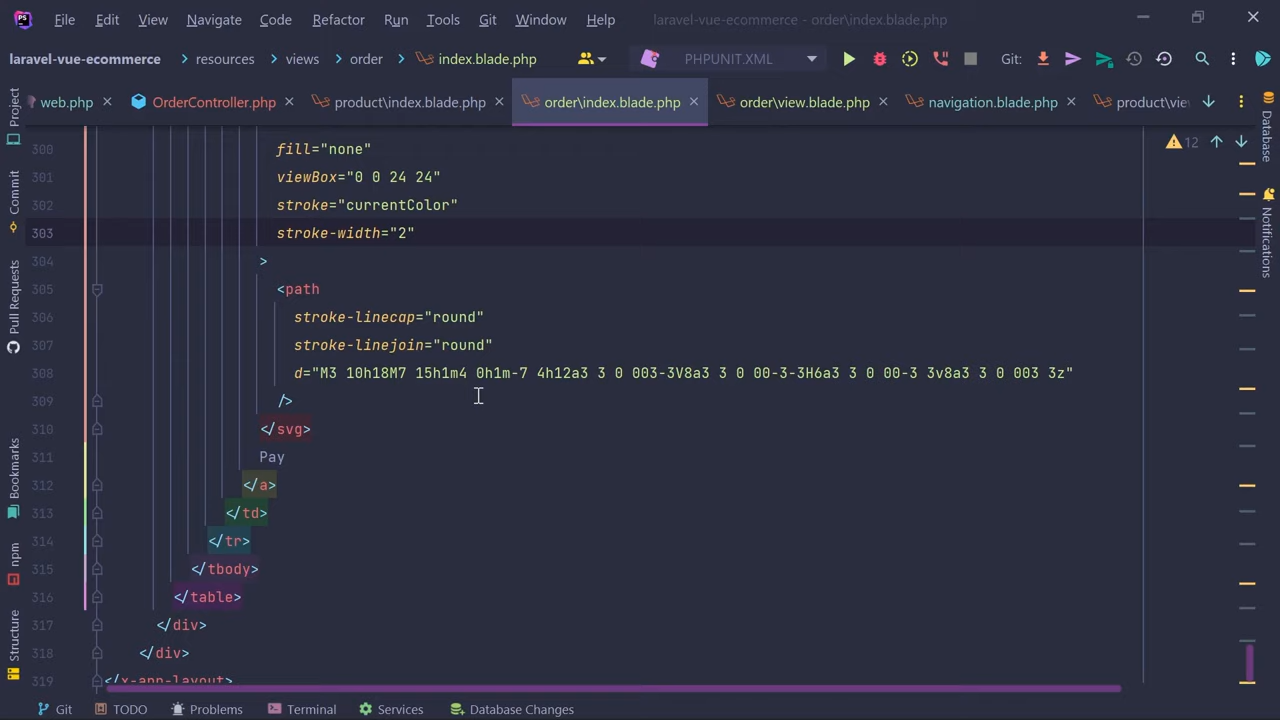 PS File Edit View Navigate Code Refactor Run Tools Git Window Help laravel-vue-ecommerce - order\index.blade.php
laravel-vue-ecommerce resources views order index.blade.php PHPUNIT.XML Git:
web.php OrderController.php product\index.blade.php order\index.blade.php order\view.blade.php navigation.blade.php product\vie
Project
Commit
Pull Requests
Bookmarks
npm
Structure
300 fill="none"
301 viewBox="0 0 24 24"
302 stroke="currentColor"
303 stroke-width="2"
304 >
305 <path
306 stroke-linecap="round"
307 stroke-linejoin="round"
308 d="M3 10h18M7 15h1m4 0h1m-7 4h12a3 3 0 003-3V8a3 3 0 00-3-3H6a3 3 0 00-3 3v8a3 3 0 003 3z"
309 />
310 </svg>
311 Pay
312 </a>
313 </td>
314 </tr>
315 </tbody>
316 </table>
317 </div>
318 </div>
319 </x-app-layout>
12
Database
Notifications
Git TODO Problems Terminal Services Database Changes